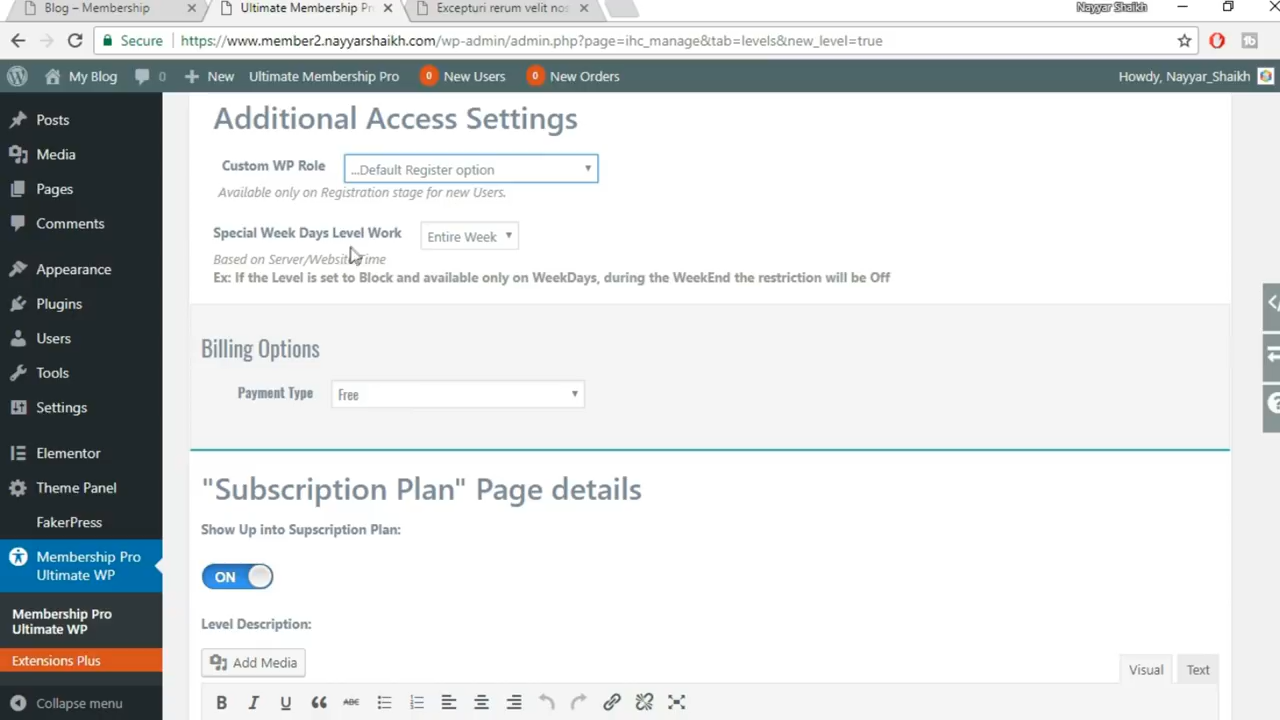 Blog – Membership
Ultimate Membership Pr
Excepturi rerum velit nos
Nayyar Shaikh
Secure
https://www.member2.nayyarshaikh.com/wp-admin/admin.php?page=ihc_manage&tab=levels&new_level=true
My Blog
0
New
Ultimate Membership Pro
0
New Users
0
New Orders
Howdy, Nayyar_Shaikh
Posts
Media
Pages
Comments
Appearance
Plugins
Users
Tools
Settings
Elementor
Theme Panel
FakerPress
Membership Pro
Ultimate WP
Membership Pro
Ultimate WP
Extensions Plus
Collapse menu
Additional Access Settings
Custom WP Role
...Default Register option
Available only on Registration stage for new Users.
Special Week Days Level Work
Entire Week
Based on Server/Website Time
Ex: If the Level is set to Block and available only on WeekDays, during the WeekEnd the restriction will be Off
Billing Options
Payment Type
Free
"Subscription Plan" Page details
Show Up into Supscription Plan:
ON
Level Description:
Add Media
Visual
Text
B I U ABC